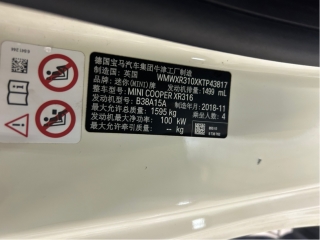 德国宝马汽车集团牛津工厂制造
制造国：英国 WMWXR310XKTP43817
品牌：迷你(MINI)牌 发动机排量：1499 mL
整车型号：MINI COOPER XR316
发动机型号：B38A15A 制造年月：2018-11
最大允许总质量：1595 kg 乘坐人数：4
发动机最大净功率：100 kW
最大允许牵引质量：-- kg